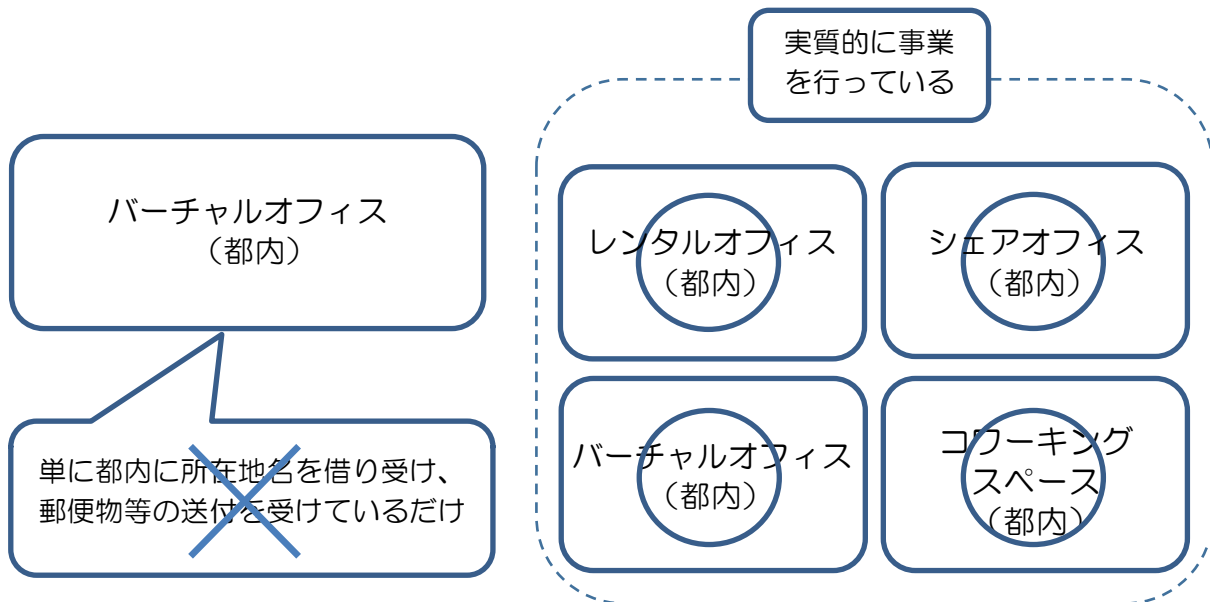 実質的に事業
を行っている
バーチャルオフィス
（都内）
単に都内に所在地名を借り受け、
郵便物等の送付を受けているだけ
レンタルオフィス
（都内）
シェアオフィス
（都内）
バーチャルオフィス
（都内）
コワーキング
スペース
（都内）